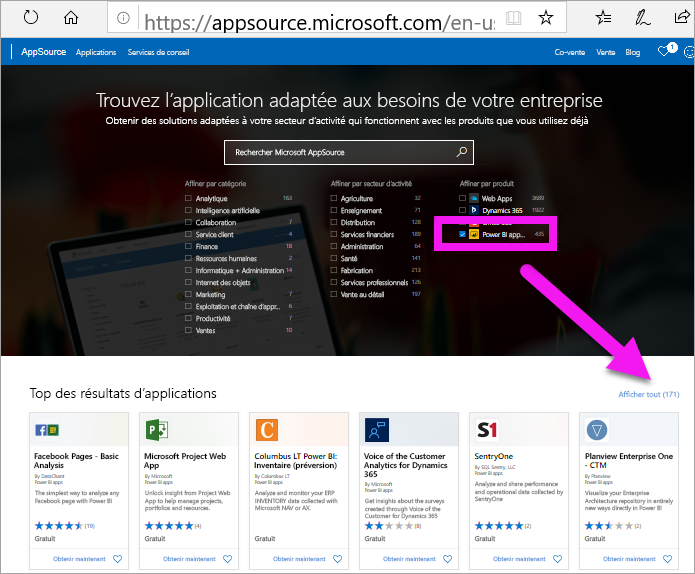 https://appsource.microsoft.com/en-us
AppSource Applications Services de conseil Co-vente Vente Blog 1
Trouvez l'application adaptée aux besoins de votre entreprise
Obtenir des solutions adaptées à votre secteur d'activité qui fonctionnent avec les produits que vous utilisez déjà
Rechercher Microsoft AppSource
Affiner par catégorie
Analytique 163
Intelligence artificielle
Collaboration 7
Service client 4
Finance 18
Ressources humaines 2
Informatique + Administration 14
Internet des objets
Marketing 7
Exploitation et chaîne d'appr...
Productivité 7
Ventes 10
Affiner par secteur d'activité
Agriculture 32
Enseignement 71
Distribution 128
Services financiers 189
Administration 64
Santé 141
Fabrication 213
Services professionnels 126
Vente au détail 197
Affiner par produit
Web Apps 3689
Dynamics 365 1922
Power BI app... 435
Top des résultats d'applications
Afficher tout (171)
Facebook Pages - Basic
Analysis
By DataChant
Power BI apps
The simplest way to analyze any
Facebook page with Power BI
(19)
Gratuit
Obtenir maintenant
Microsoft Project Web
App
By Microsoft
Power BI apps
Unlock insight from Project Web
App to help manage projects,
portfolios and resources.
(4)
Gratuit
Obtenir maintenant
Columbus LT Power BI:
Inventaire (préversion)
By Columbus LT
Power BI apps
Analyze and monitor your ERP
INVENTORY data collected with
Microsoft NAV or AX.
Gratuit
Obtenir maintenant
Voice of the Customer
Analytics for Dynamics
365
By Microsoft
Power BI apps
Get insights about the surveys
created through Voice of the
Customer for Dynamics 365
(8)
Gratuit
Obtenir maintenant
S1
SentryOne
By SQL Sentry, LLC
Power BI apps
Analyze and share performance
and operational data collected by
SentryOne
(2)
Gratuit
Obtenir maintenant
Planview Enterprise One
- CTM
By Planview
Power BI apps
Visualize your Enterprise
Architecture repository in entirely
new ways directly in Power BI
(2)
Gratuit
Obtenir maintenant